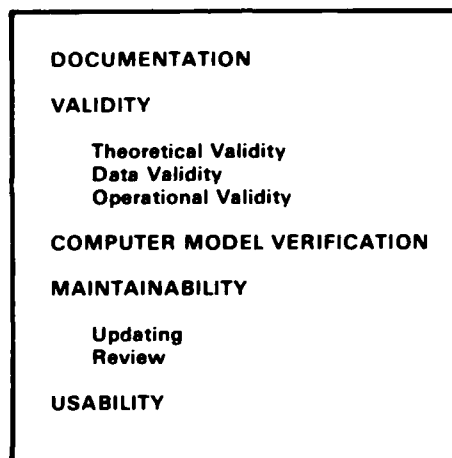 DOCUMENTATION
VALIDITY
Theoretical Validity
Data Validity
Operational Validity
COMPUTER MODEL VERIFICATION
MAINTAINABILITY
Updating
Review
USABILITY